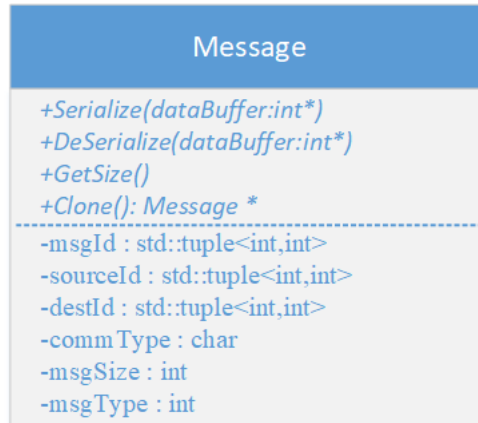 Message
+Serialize(dataBuffer:int*)
+DeSerialize(dataBuffer:int*)
+GetSize()
+Clone(): Message *
-msgId : std::tuple<int,int>
-sourceId : std::tuple<int,int>
-destId : std::tuple<int,int>
-commType : char
-msgSize : int
-msgType : int